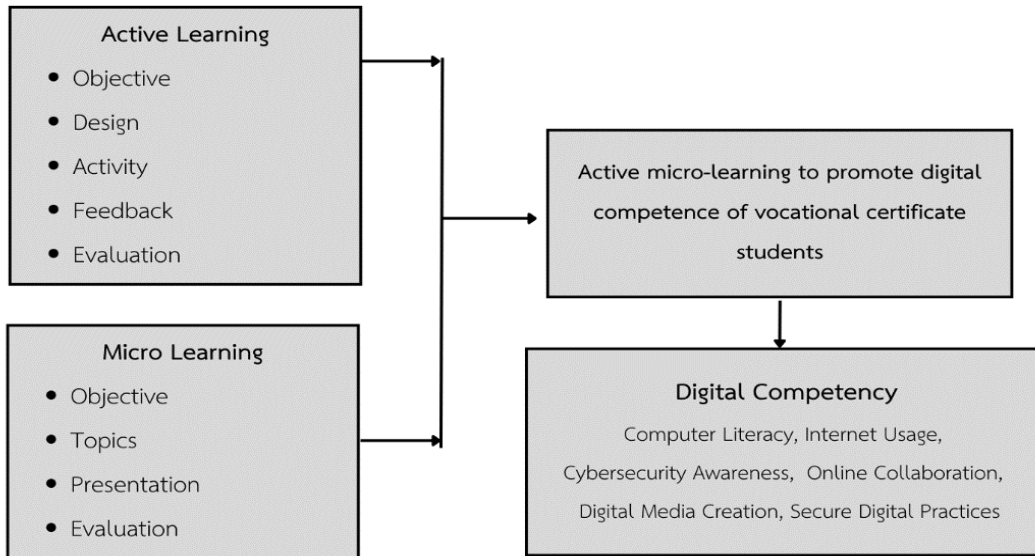 Active Learning
• Objective
• Design
• Activity
• Feedback
• Evaluation
Micro Learning
• Objective
• Topics
• Presentation
• Evaluation
Active micro-learning to promote digital
competence of vocational certificate
students
Digital Competency
Computer Literacy, Internet Usage,
Cybersecurity Awareness, Online Collaboration,
Digital Media Creation, Secure Digital Practices